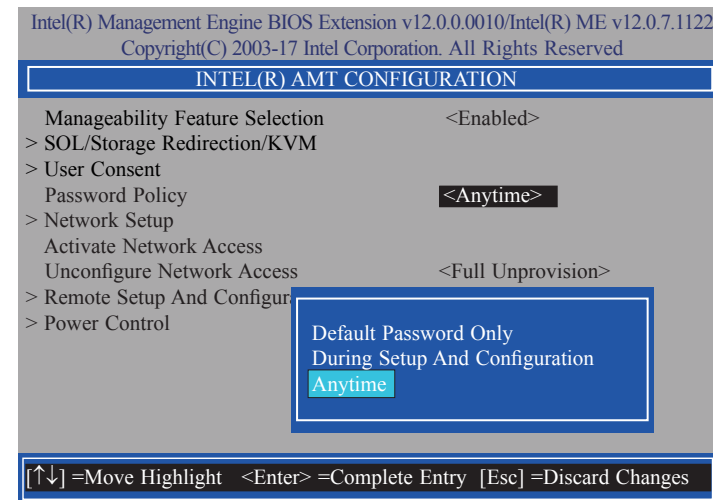 Intel(R) Management Engine BIOS Extension v12.0.0.0010/Intel(R) ME v12.0.7.1122
Copyright(C) 2003-17 Intel Corporation. All Rights Reserved
INTEL(R) AMT CONFIGURATION
Manageability Feature Selection <Enabled>
> SOL/Storage Redirection/KVM
> User Consent
Password Policy <Anytime>
> Network Setup
Activate Network Access
Unconfigure Network Access <Full Unprovision>
> Remote Setup And Configura
> Power Control
Default Password Only
During Setup And Configuration
Anytime
[↑↓] =Move Highlight <Enter> =Complete Entry [Esc] =Discard Changes